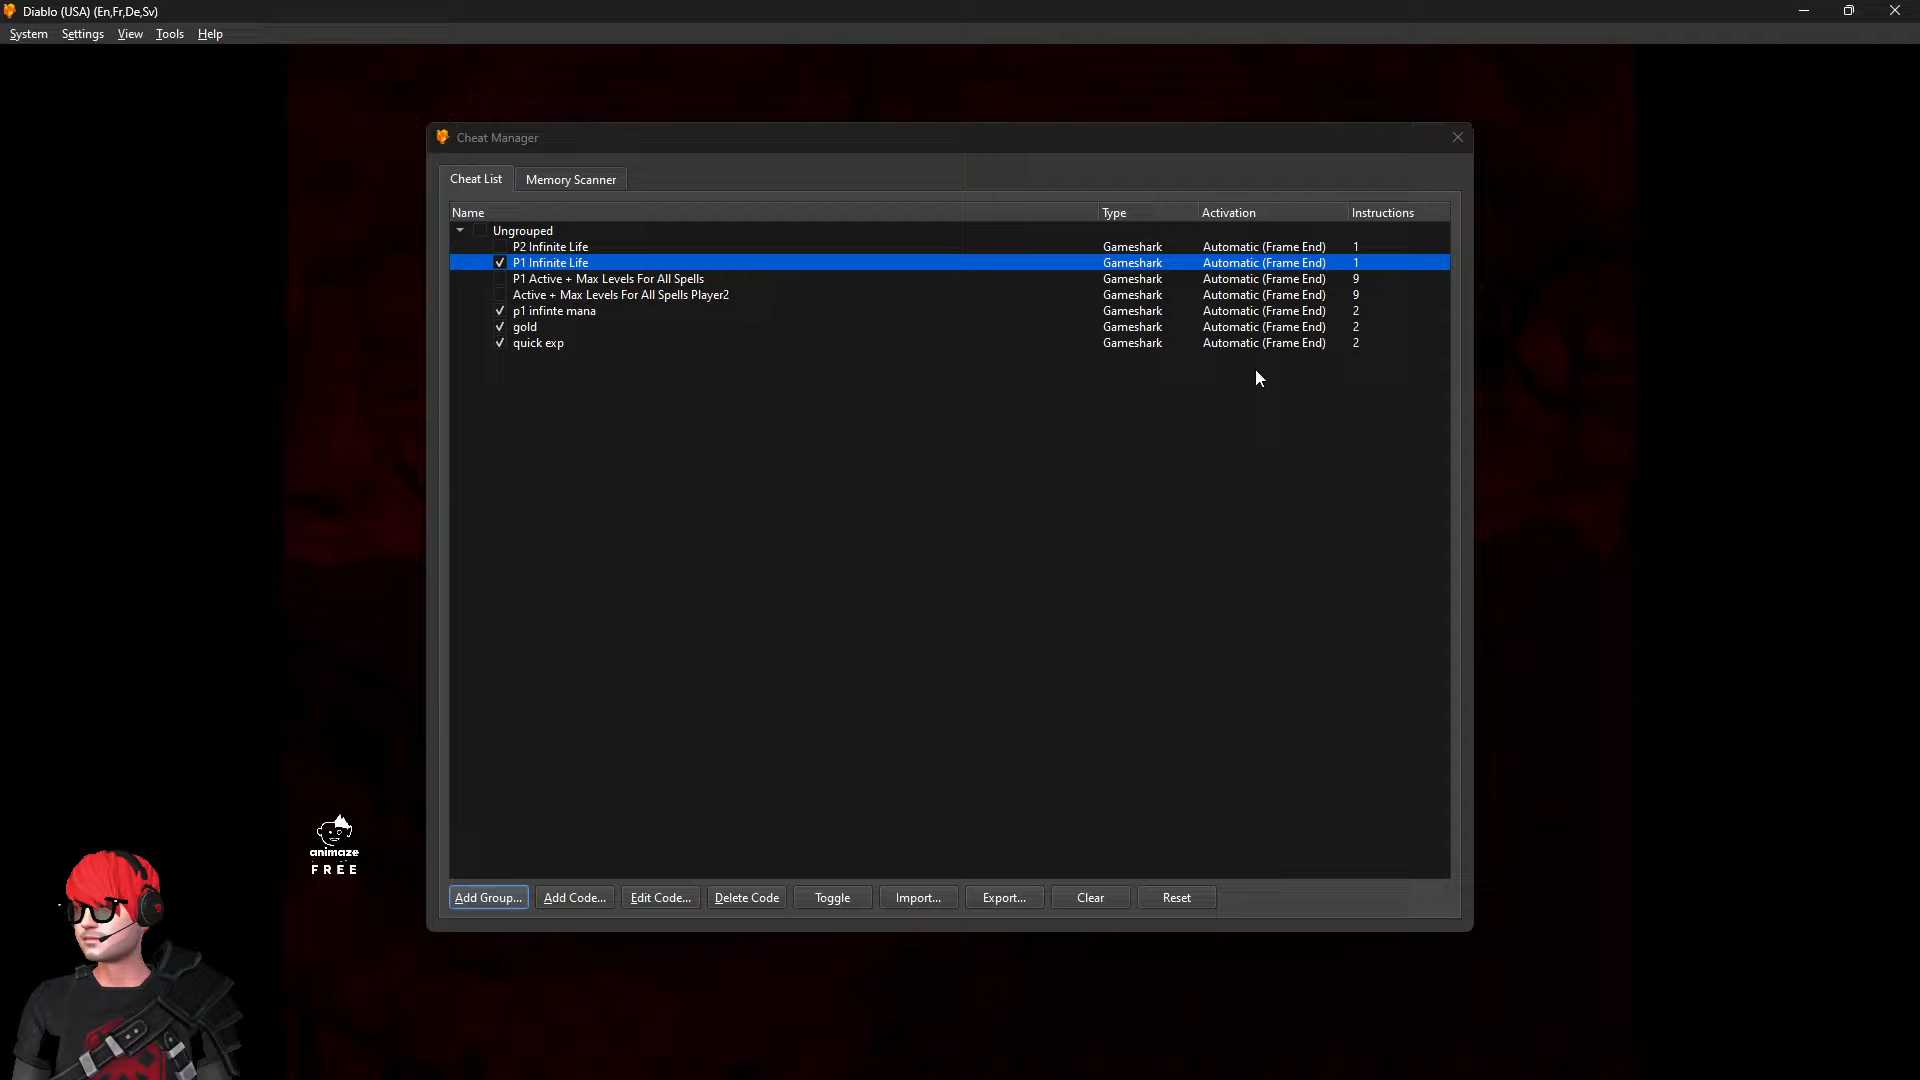 Diablo (USA) (En,Fr,De,Sv)
System Settings View Tools Help
Cheat Manager
Cheat List Memory Scanner
Name Type Activation Instructions
Ungrouped
P2 Infinite Life Gameshark Automatic (Frame End) 1
P1 Infinite Life Gameshark Automatic (Frame End) 1
P1 Active + Max Levels For All Spells Gameshark Automatic (Frame End) 9
Active + Max Levels For All Spells Player2 Gameshark Automatic (Frame End) 9
p1 infinte mana Gameshark Automatic (Frame End) 2
gold Gameshark Automatic (Frame End) 2
quick exp Gameshark Automatic (Frame End) 2
animaze
FREE
Add Group... Add Code... Edit Code... Delete Code Toggle Import... Export... Clear Reset